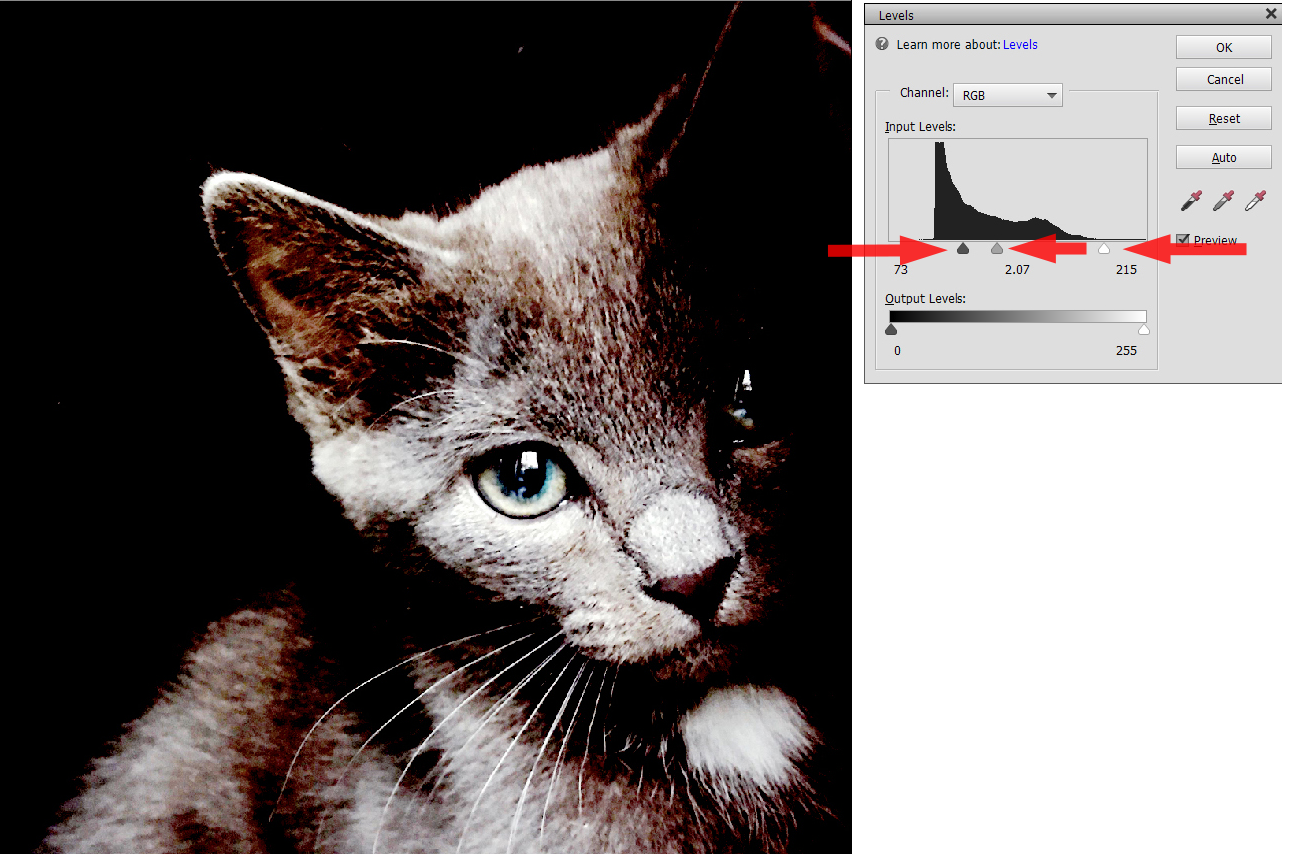 Levels
Learn more about: Levels
OK
Cancel
Channel: RGB
Reset
Input Levels:
Auto
Preview
73 2.07 215
Output Levels:
0 255